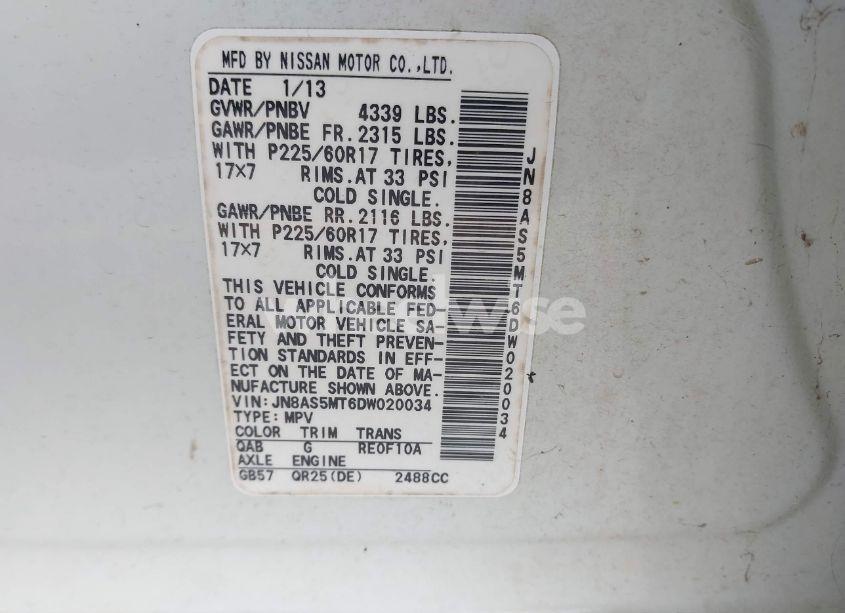 MFD BY NISSAN MOTOR CO.,LTD.
DATE 1/13
GVWR/PNBV 4339 LBS.
GAWR/PNBE FR.2315 LBS.
WITH P225/60R17 TIRES,
17X7 RIMS.AT 33 PSI
COLD SINGLE.
GAWR/PNBE RR.2116 LBS.
WITH P225/60R17 TIRES,
17X7 RIMS.AT 33 PSI
COLD SINGLE.
THIS VEHICLE CONFORMS
TO ALL APPLICABLE FED-
ERAL MOTOR VEHICLE SA-
FETY AND THEFT PREVEN-
TION STANDARDS IN EFF-
ECT ON THE DATE OF MA-
NUFACTURE SHOWN ABOVE.
VIN:JN8AS5MT6DW020034
TYPE:MPV
COLOR TRIM TRANS
QAB G RE0F10A
AXLE ENGINE
GB57 QR25(DE) 2488CC
JN8AS5MT6DW020034